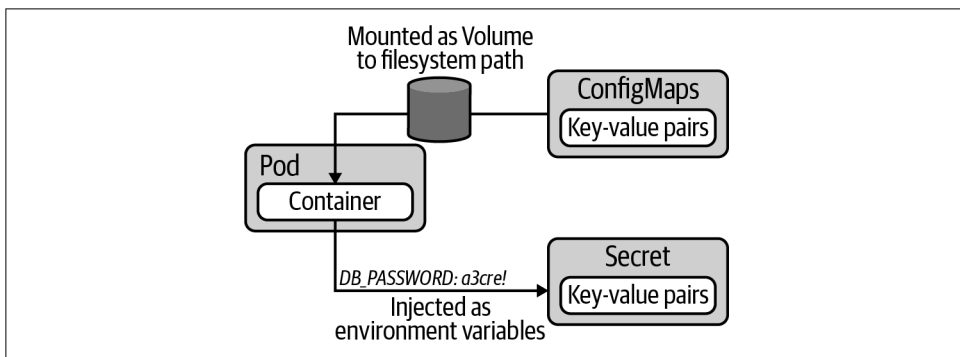 Mounted as Volume
to filesystem path
ConfigMaps
Key-value pairs
Pod
Container
DB_PASSWORD: a3cre!
Injected as
environment variables
Secret
Key-value pairs